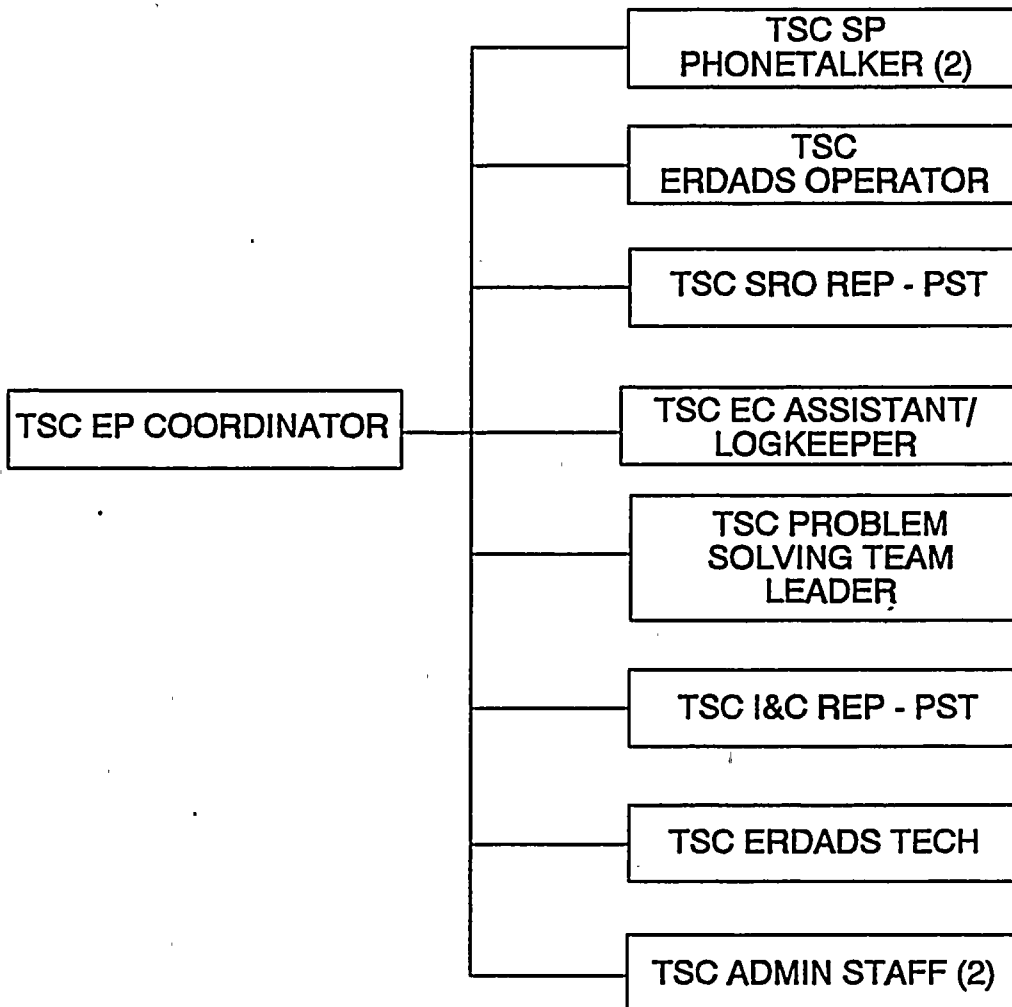 TSC SP
PHONETALKER (2)
TSC
ERDADS OPERATOR
TSC SRO REP - PST
TSC EP COORDINATOR
TSC EC ASSISTANT/
LOGKEEPER
TSC PROBLEM
SOLVING TEAM
LEADER
TSC I&C REP - PST
TSC ERDADS TECH
TSC ADMIN STAFF (2)